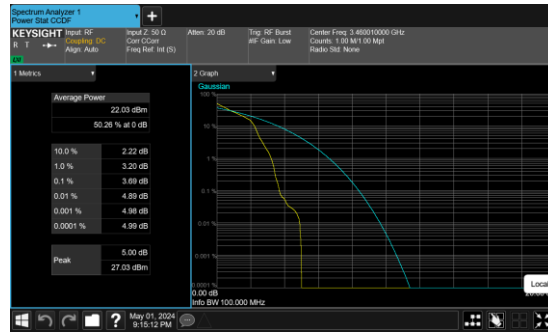 Spectrum Analyzer 1
Power Stat CCDF
KEYSIGHT
R T
Input: RF
Coupling: DC
Align: Auto
Input Z: 50 Ω
Corr CCorr
Freq Ref: Int (S)
Atten: 20 dB
Trig: RF Burst
#IF Gain: Low
Center Freq: 3.460010000 GHz
Counts: 1.00 M/1.00 Mpt
Radio Std: None
1 Metrics
Average Power
22.03 dBm
50.26 % at 0 dB
10.0 % 2.22 dB
1.0 % 3.20 dB
0.1 % 3.69 dB
0.01 % 4.89 dB
0.001 % 4.98 dB
0.0001 % 4.99 dB
Peak
5.00 dB
27.03 dBm
2 Graph
Gaussian
100 %
10 %
1 %
0.1 %
0.01 %
0.001 %
0.0001 %
0.00 dB
Info BW 100.000 MHz
Local
?
May 01, 2024
9:15:12 PM